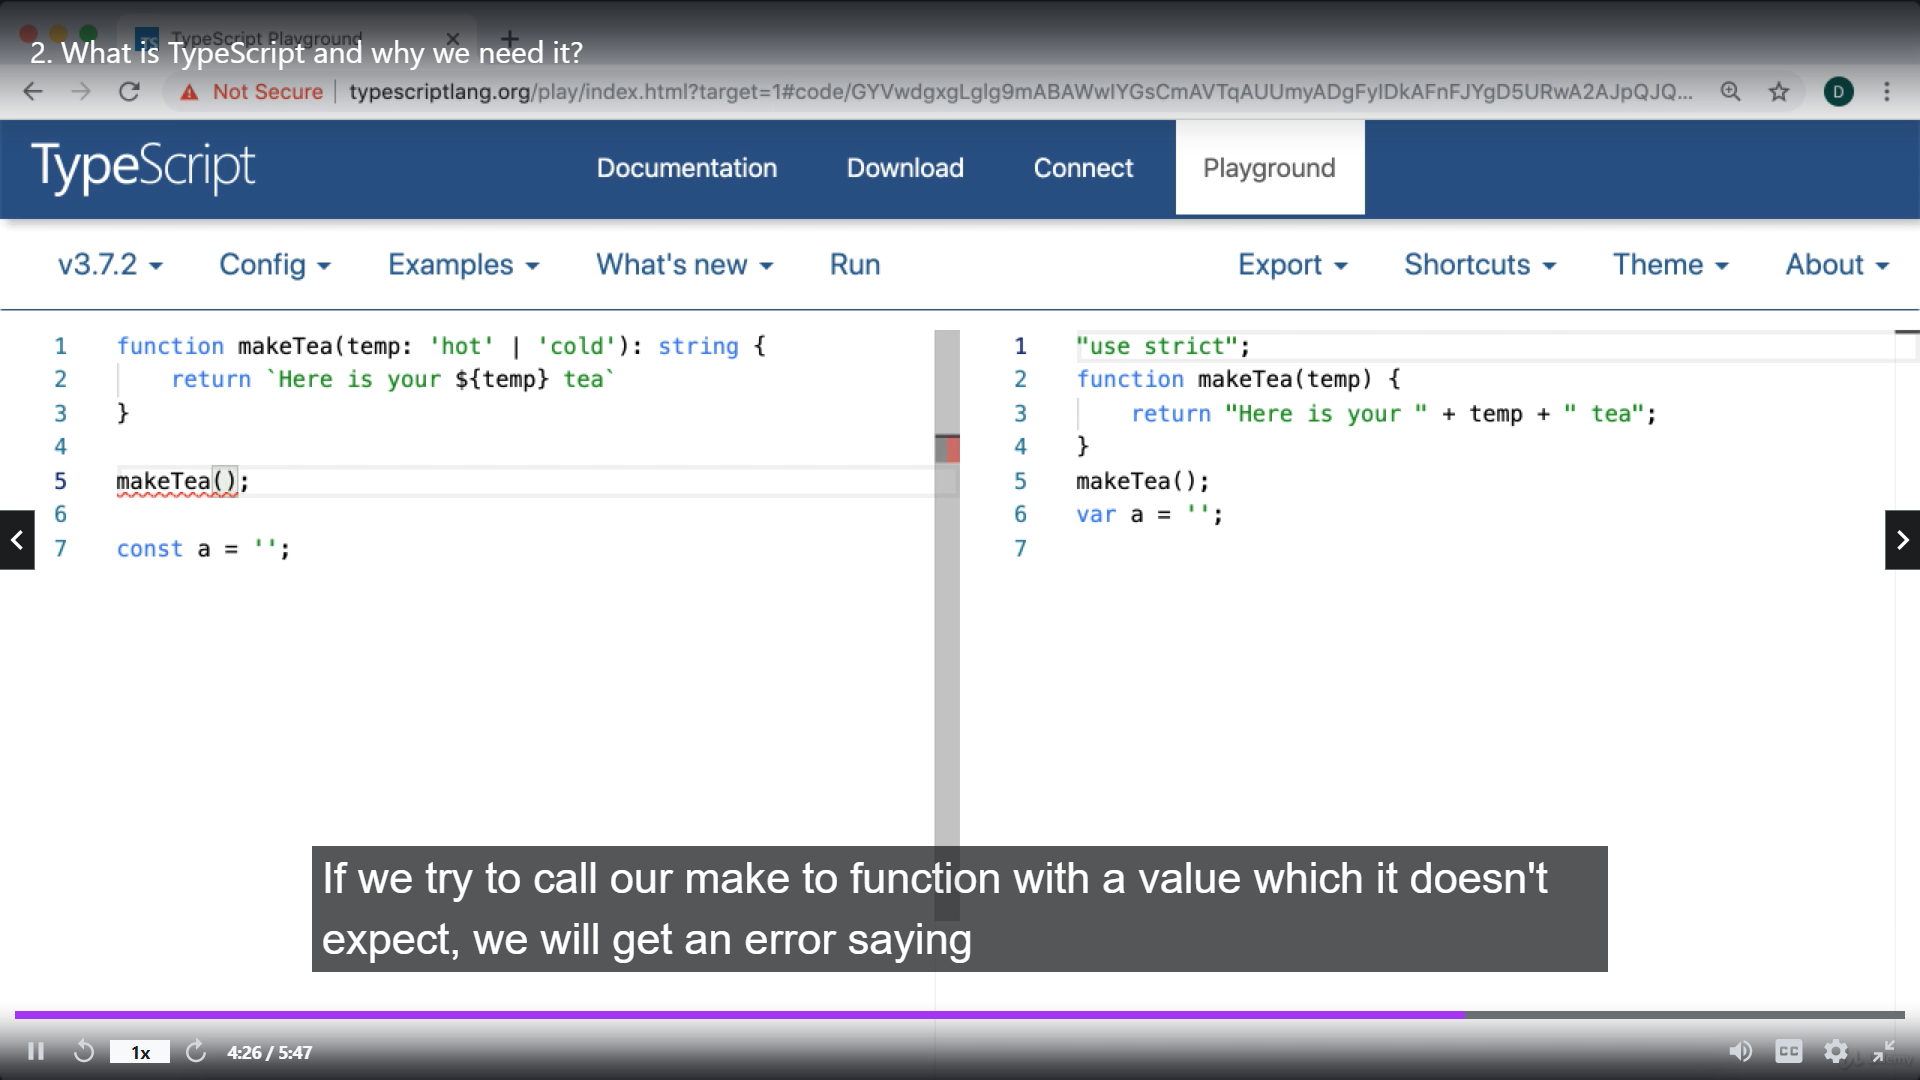 TypeScript Playground
2. What is TypeScript and why we need it?
Not Secure | typescriptlang.org/play/index.html?target=1#code/GYVwdgxgLglg9mABAWwIYGsCmAVTqAUUmyADgFyIDkAFnFJYgD5URwA2AJpQJQ... D
TypeScript Documentation Download Connect Playground
v3.7.2 Config Examples What's new Run Export Shortcuts Theme About
1 function makeTea(temp: 'hot' | 'cold'): string {
2 return `Here is your ${temp} tea`
3 }
4
5 makeTea();
6
7 const a = '';
1 "use strict";
2 function makeTea(temp) {
3 return "Here is your " + temp + " tea";
4 }
5 makeTea();
6 var a = '';
7
If we try to call our make to function with a value which it doesn't
expect, we will get an error saying
1x 4:26 / 5:47 CC